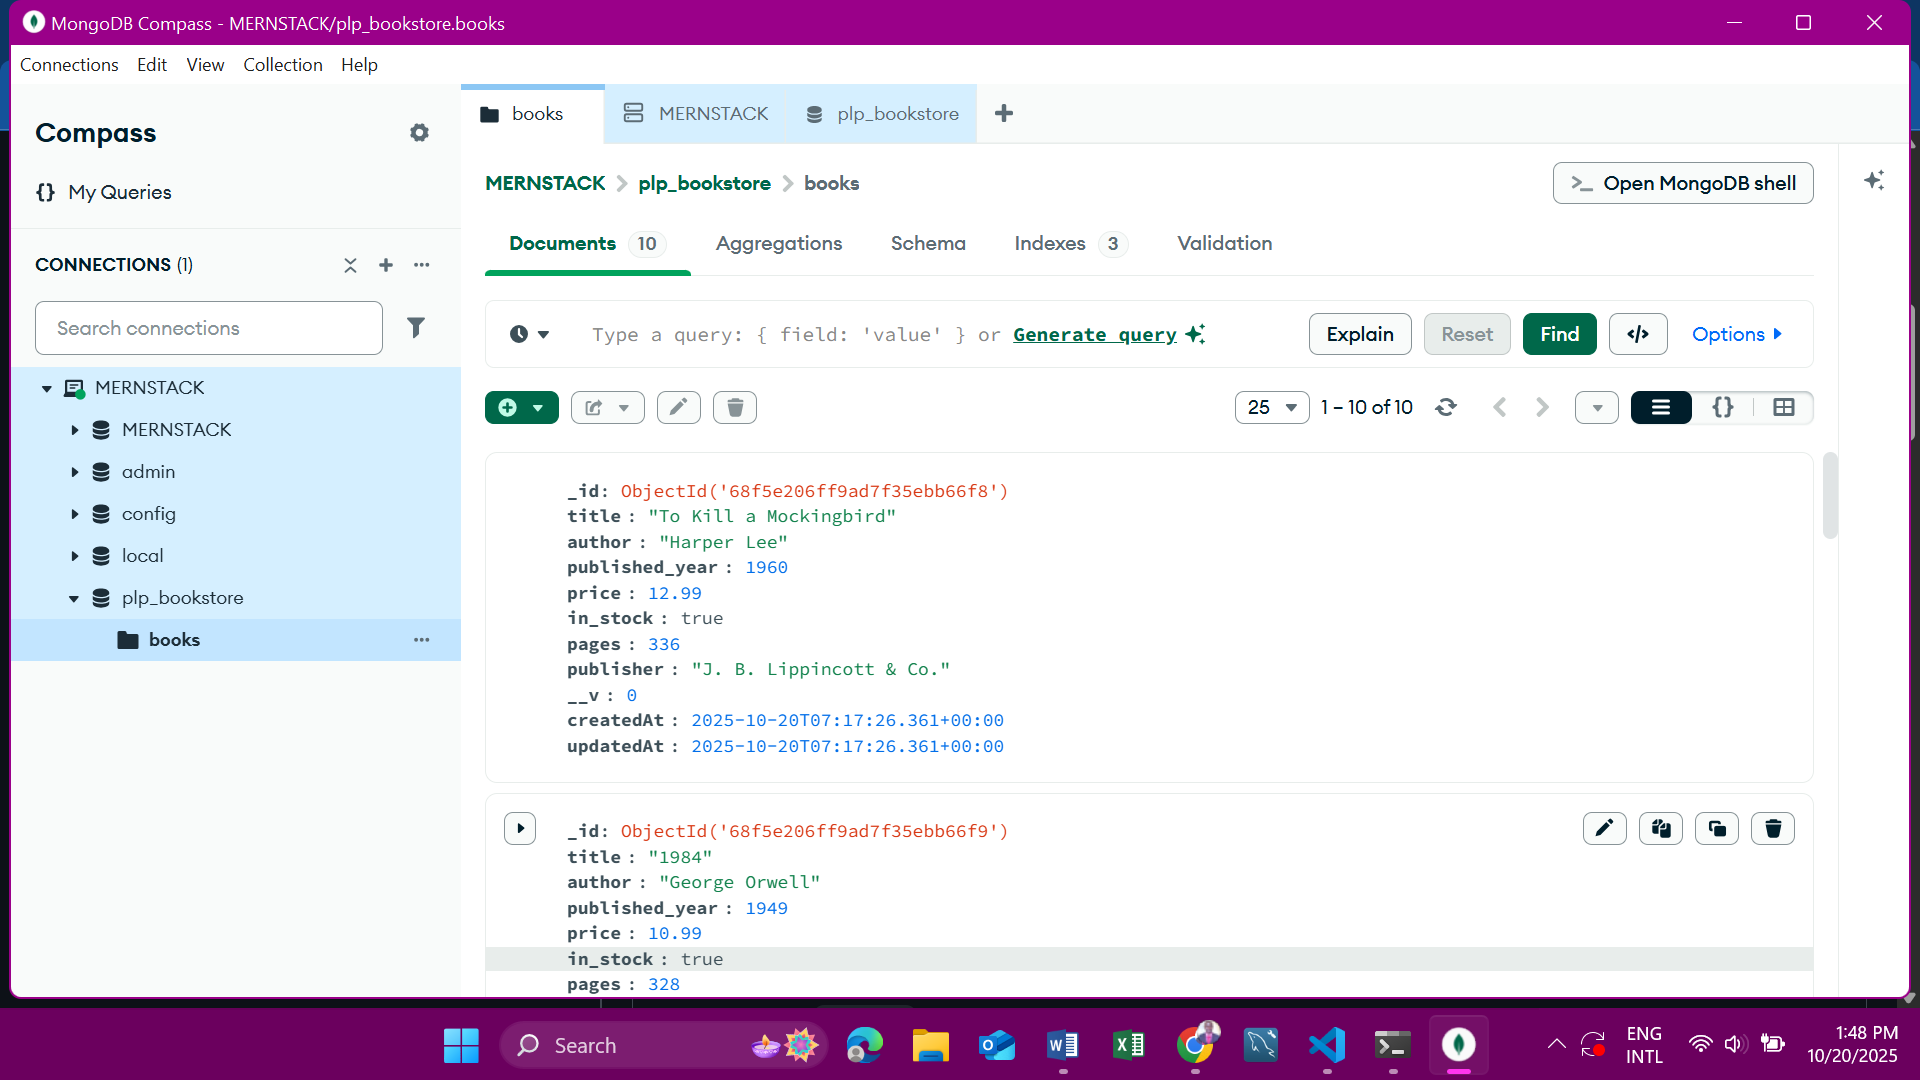 MongoDB Compass - MERNSTACK/plp_bookstore.books
Connections Edit View Collection Help
Compass
My Queries
CONNECTIONS (1)
Search connections
MERNSTACK
MERNSTACK
admin
config
local
plp_bookstore
books
books MERNSTACK plp_bookstore
MERNSTACK > plp_bookstore > books
Open MongoDB shell
Documents 10 Aggregations Schema Indexes 3 Validation
Type a query: { field: 'value' } or Generate query
Explain Reset Find </> Options
25 1 – 10 of 10 {}
_id: ObjectId('68f5e206ff9ad7f35ebb66f8')
title : "To Kill a Mockingbird"
author : "Harper Lee"
published_year : 1960
price : 12.99
in_stock : true
pages : 336
publisher : "J. B. Lippincott & Co."
__v : 0
createdAt : 2025-10-20T07:17:26.361+00:00
updatedAt : 2025-10-20T07:17:26.361+00:00
_id: ObjectId('68f5e206ff9ad7f35ebb66f9')
title : "1984"
author : "George Orwell"
published_year : 1949
price : 10.99
in_stock : true
pages : 328
Search
ENG
INTL
1:48 PM
10/20/2025